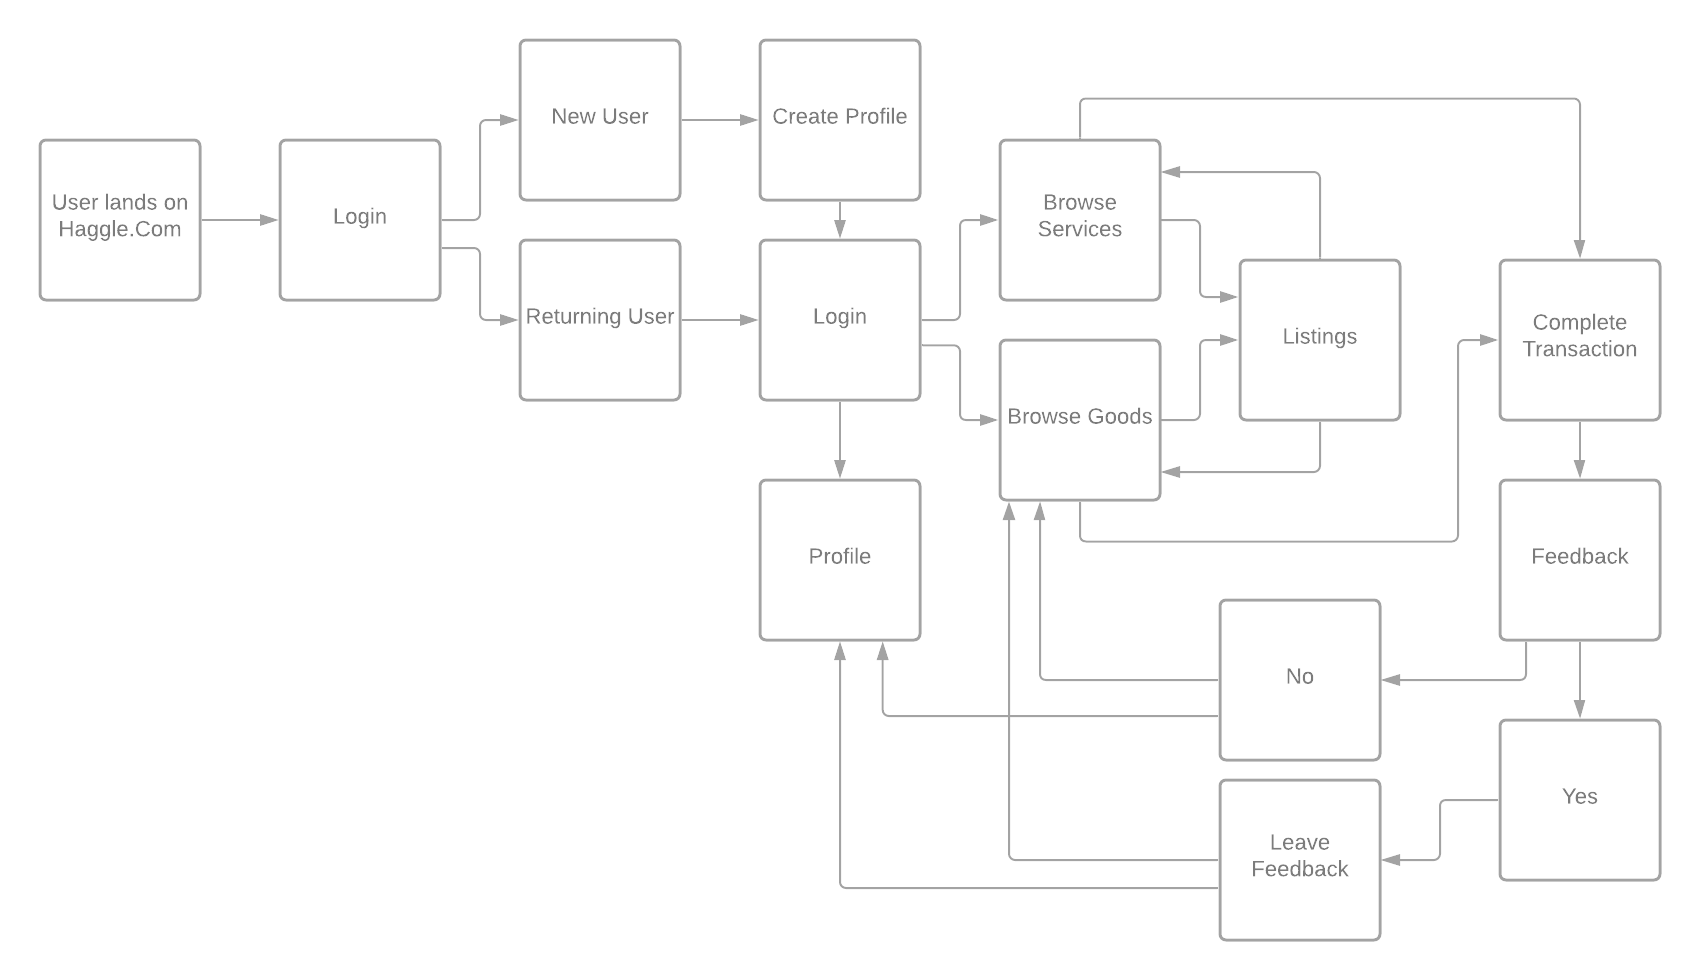 User lands on
Haggle.Com
Login
New User
Create Profile
Returning User
Login
Profile
Browse
Services
Browse Goods
Listings
Complete
Transaction
Feedback
No
Yes
Leave
Feedback